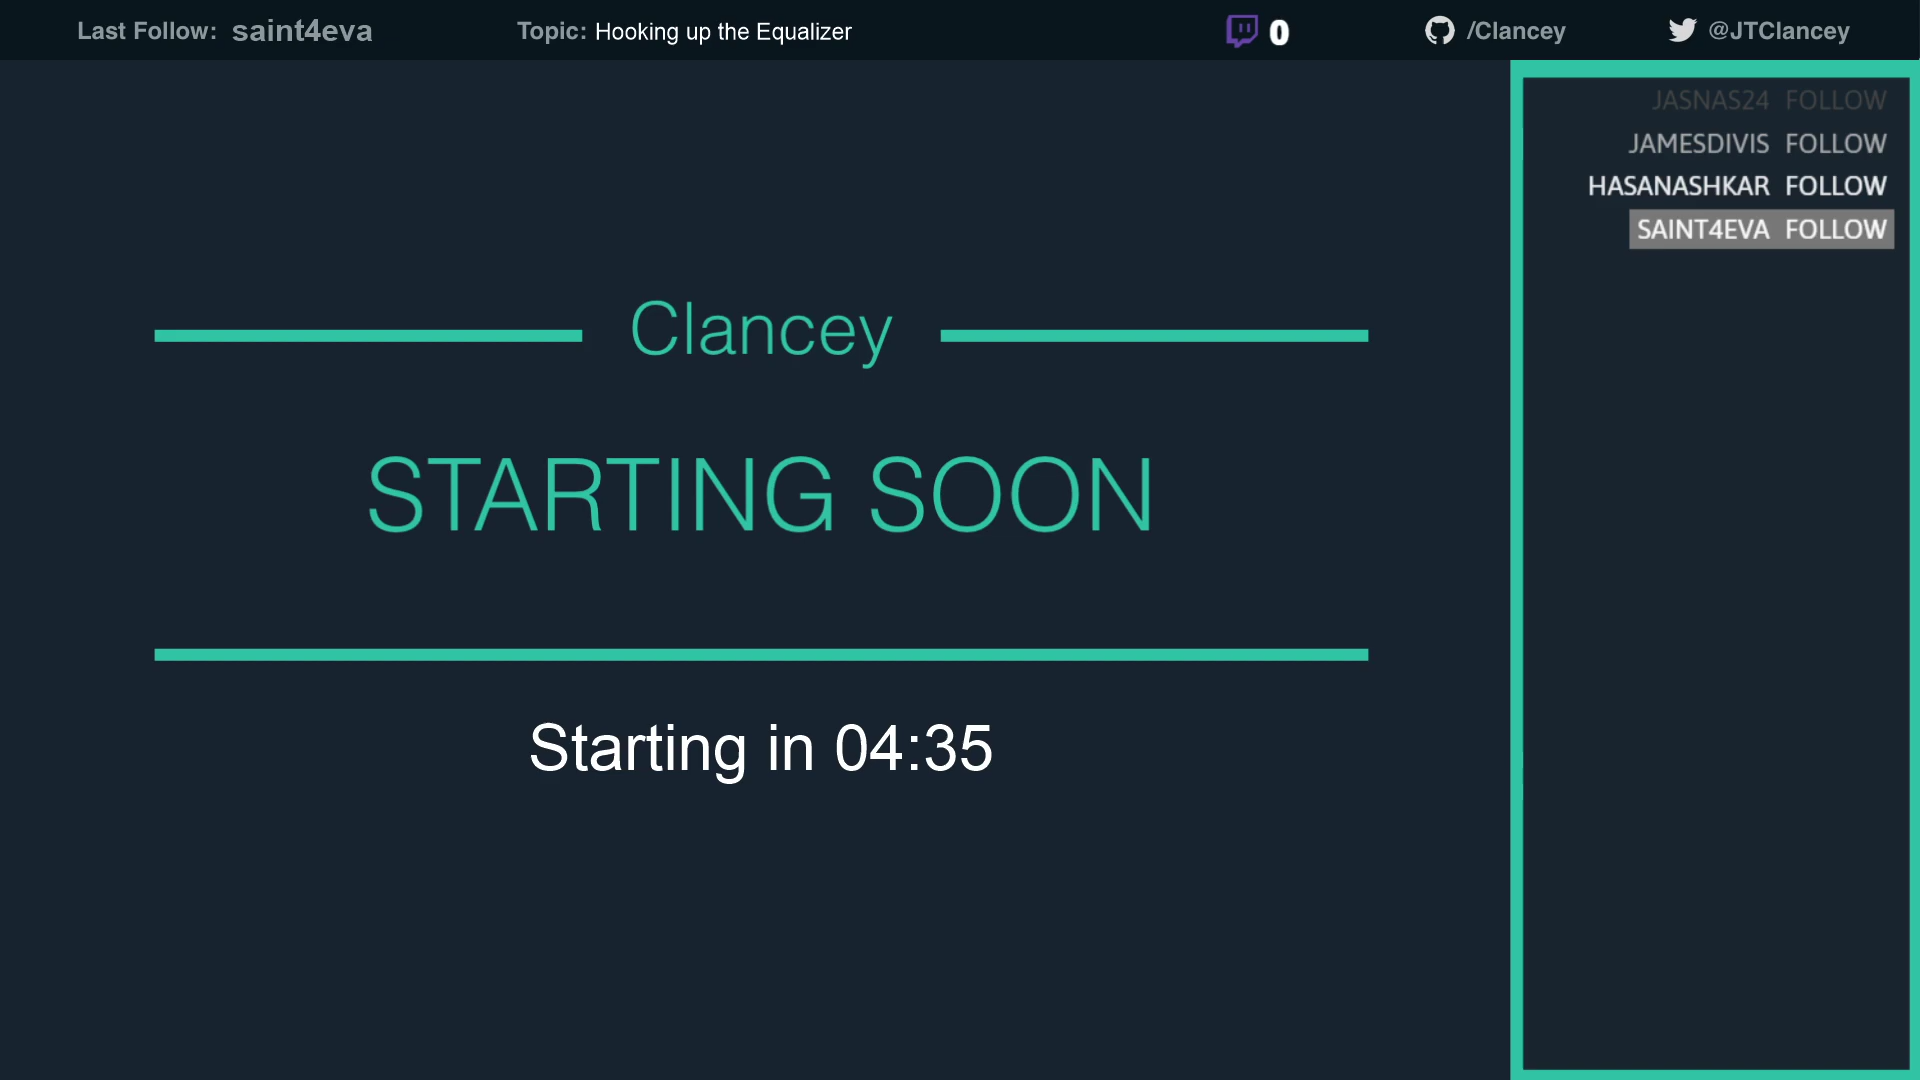 Last Follow: saint4eva
Topic: Hooking up the Equalizer
0
/Clancey
@JTClancey
JASNAS24 FOLLOW
JAMESDIVIS FOLLOW
HASANASHKAR FOLLOW
SAINT4EVA FOLLOW
Clancey
STARTING SOON
Starting in 04:35